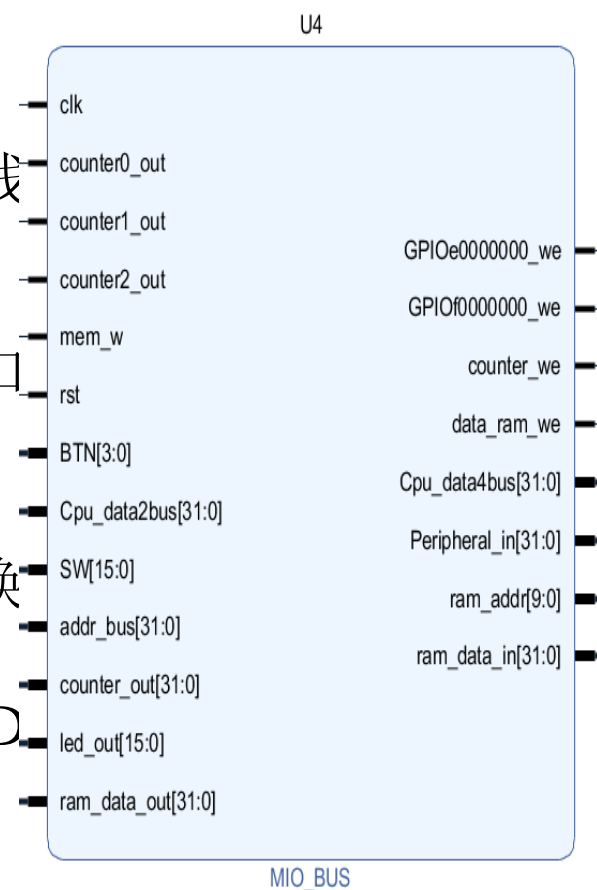 U4
clk
counter0_out
counter1_out
counter2_out
mem_w
rst
BTN[3:0]
Cpu_data2bus[31:0]
SW[15:0]
addr_bus[31:0]
counter_out[31:0]
led_out[15:0]
ram_data_out[31:0]
GPIOe0000000_we
GPIOf0000000_we
counter_we
data_ram_we
Cpu_data4bus[31:0]
Peripheral_in[31:0]
ram_addr[9:0]
ram_data_in[31:0]
MIO_BUS